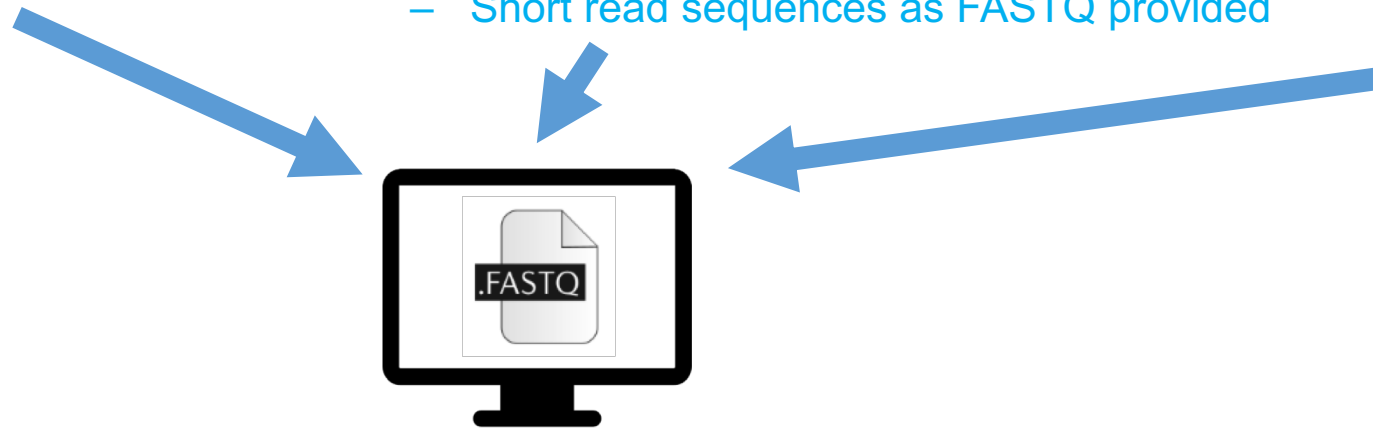 – Short read sequences as FASTQ provided
.FASTQ